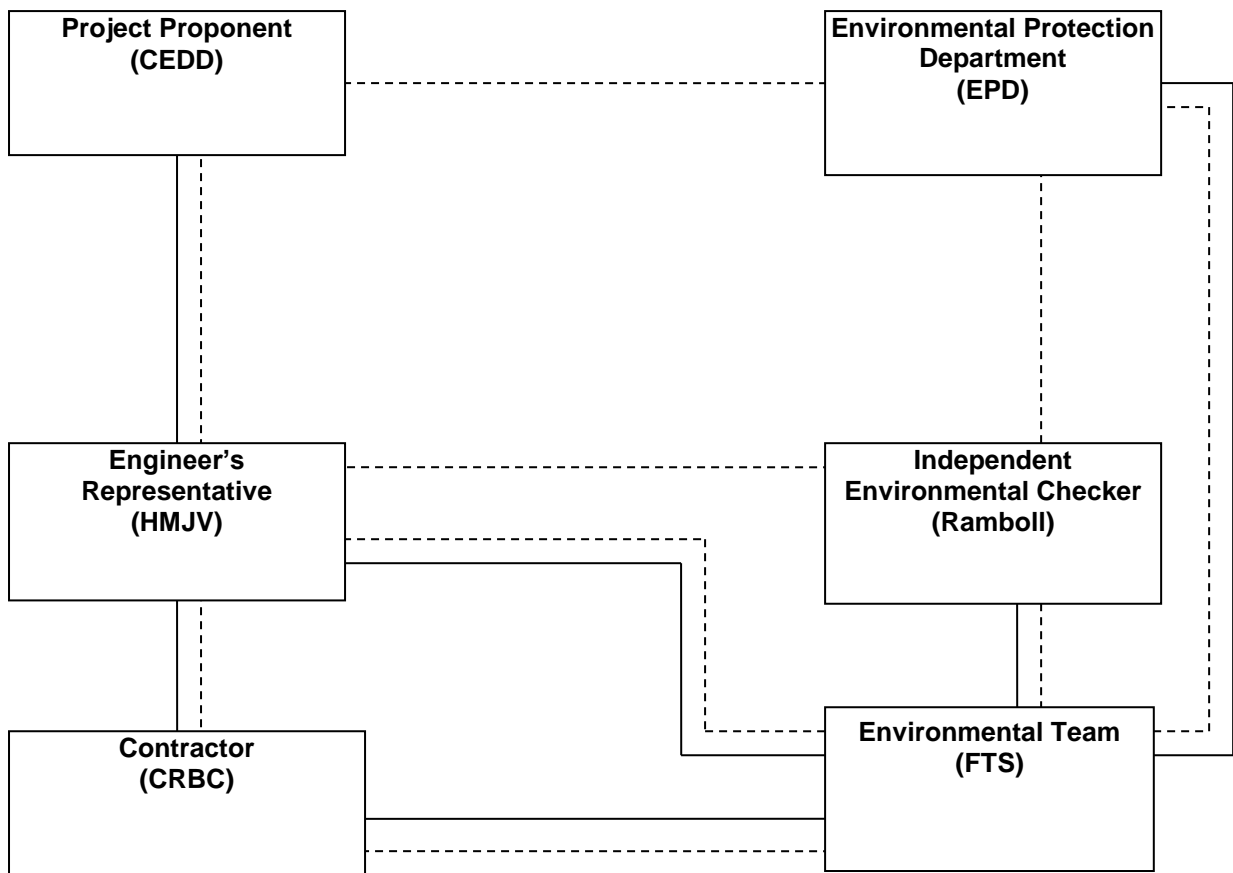 Project Proponent
(CEDD)
Environmental Protection
Department
(EPD)
Engineer’s
Representative
(HMJV)
Independent
Environmental Checker
(Ramboll)
Contractor
(CRBC)
Environmental Team
(FTS)